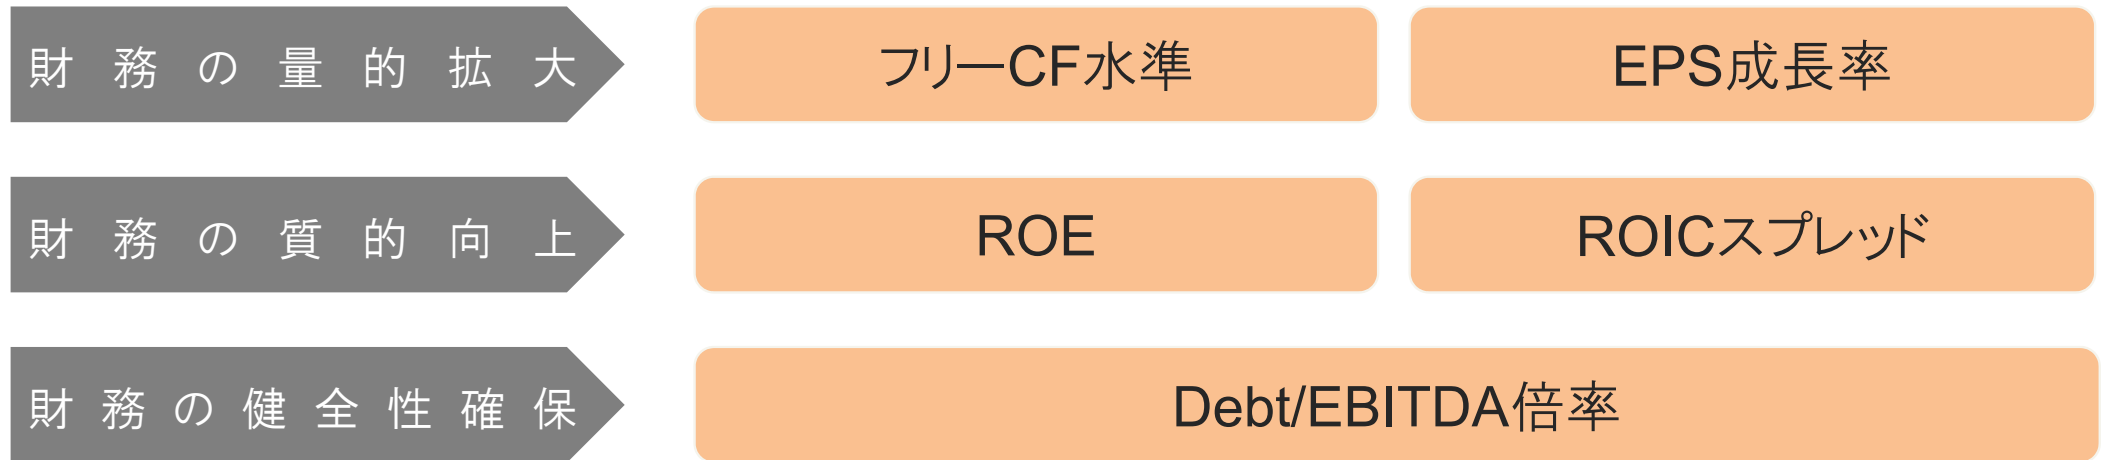 財務の量的拡大
フリーCF水準
EPS成長率
財務の質的向上
ROE
ROICスプレッド
財務の健全性確保
Debt/EBITDA倍率